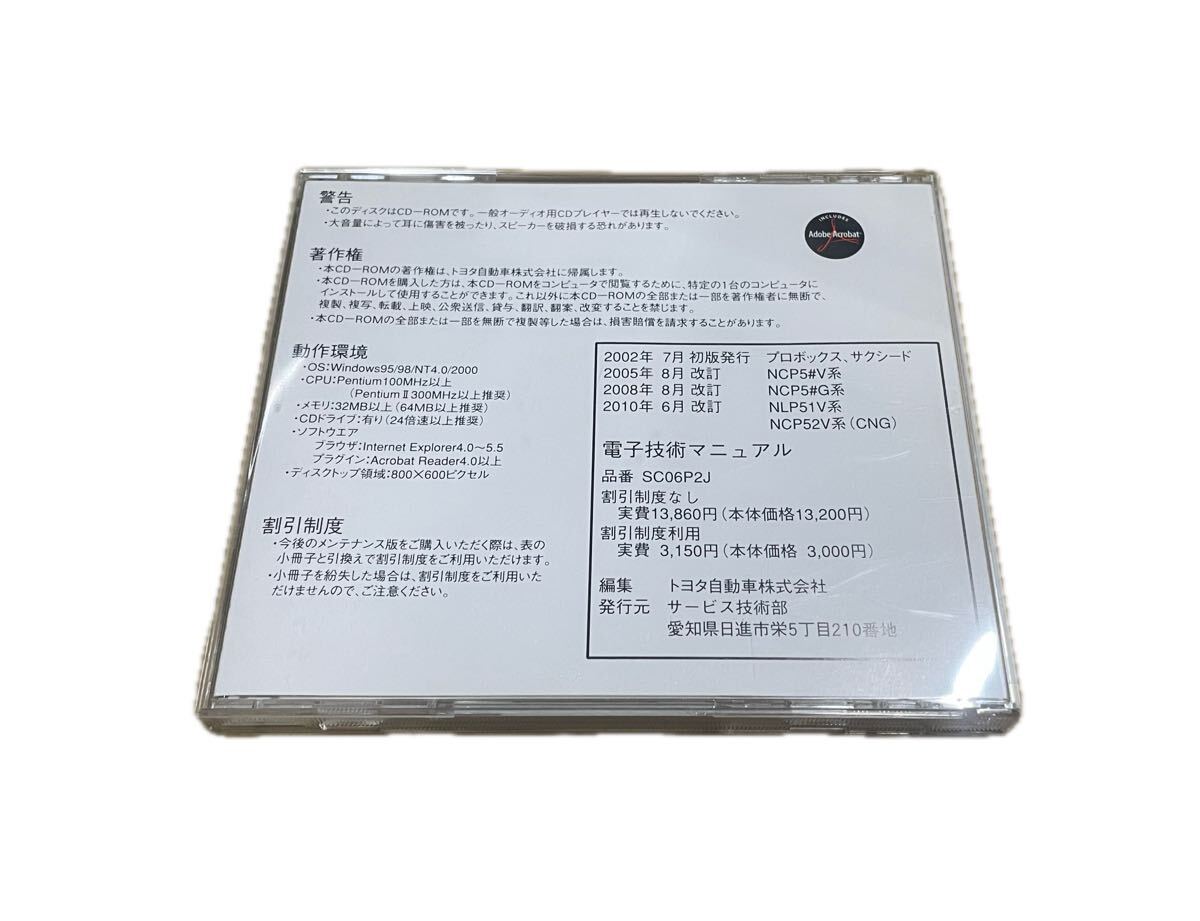 警告
・このディスクはCD－ROMです。一般オーディオ用CDプレイヤーでは再生しないでください。
・大音量によって耳に傷害を被ったり、スピーカーを破損する恐れがあります。
INCLUDES
Adobe Acrobat
著作権
・本CD－ROMの著作権は、トヨタ自動車株式会社に帰属します。
・本CD－ROMを購入した方は、本CD－ROMをコンピュータで閲覧するために、特定の1台のコンピュータに
インストールして使用することができます。これ以外に本CD－ROMの全部または一部を著作権者に無断で、
複製、複写、転載、上映、公衆送信、貸与、翻訳、翻案、改変することを禁じます。
・本CD－ROMの全部または一部を無断で複製等した場合は、損害賠償を請求することがあります。
動作環境
・OS：Windows95/98/NT4.0/2000
・CPU：Pentium100MHz以上
（PentiumⅡ300MHz以上推奨）
・メモリ：32MB以上（64MB以上推奨）
・CDドライブ：有り（24倍速以上推奨）
・ソフトウエア
ブラウザ：Internet Explorer4.0～5.5
プラグイン：Acrobat Reader4.0以上
・ディスクトップ領域：800×600ピクセル
割引制度
・今後のメンテナンス版をご購入いただく際は、表の
小冊子と引換えで割引制度をご利用いただけます。
・小冊子を紛失した場合は、割引制度をご利用いた
だけませんので、ご注意ください。
2002年 7月 初版発行 プロボックス、サクシード
2005年 8月 改訂 NCP5#V系
2008年 8月 改訂 NCP5#G系
2010年 6月 改訂 NLP51V系
NCP52V系（CNG）
電子技術マニュアル
品番 SC06P2J
割引制度なし
実費13,860円（本体価格13,200円）
割引制度利用
実費 3,150円（本体価格 3,000円）
編集 トヨタ自動車株式会社
発行元 サービス技術部
愛知県日進市栄5丁目210番地